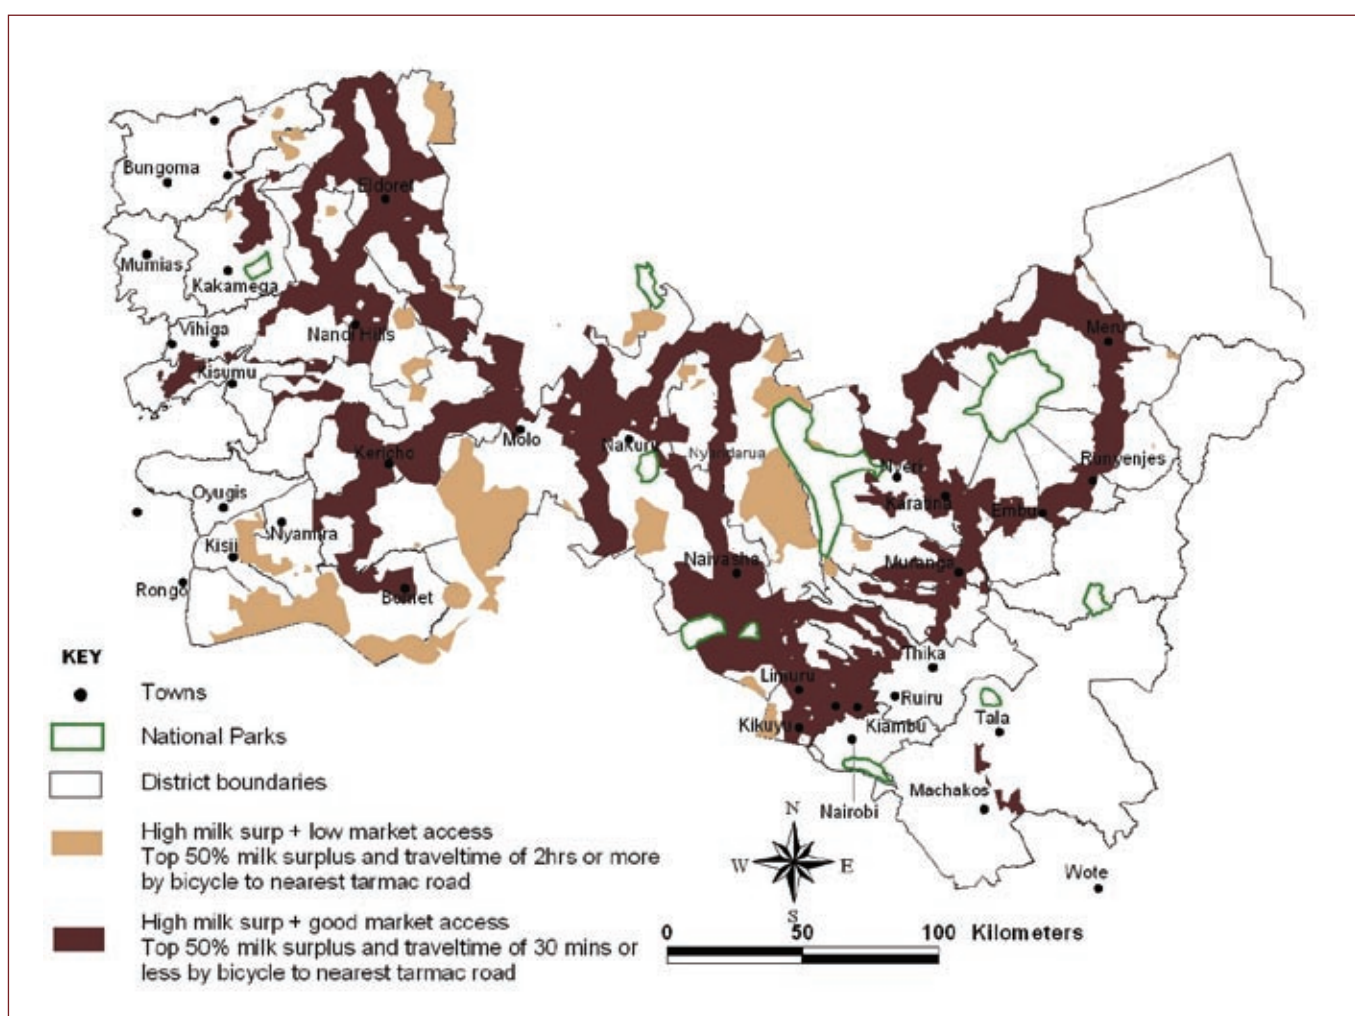 Bungoma
Eldoret
Mumias
Kakamega
Vihiga
Nandi Hills
Kisumu
Meru
Molo
Nakuru
Nyandarua
Kericho
Nyeri
Runyenjes
Oyugis
Karatina
Embu
Nyamira
Kisii
Naivasha
Muranga
Rongo
Bomet
Thika
Limuru
Ruiru
Kikuyu
Kiambu
Tala
Machakos
Nairobi
Wote
KEY
Towns
National Parks
District boundaries
High milk surp + low market access
Top 50% milk surplus and traveltime of 2hrs or more
by bicycle to nearest tarmac road
High milk surp + good market access
Top 50% milk surplus and traveltime of 30 mins or
less by bicycle to nearest tarmac road
N
W E
S
0 50 100 Kilometers